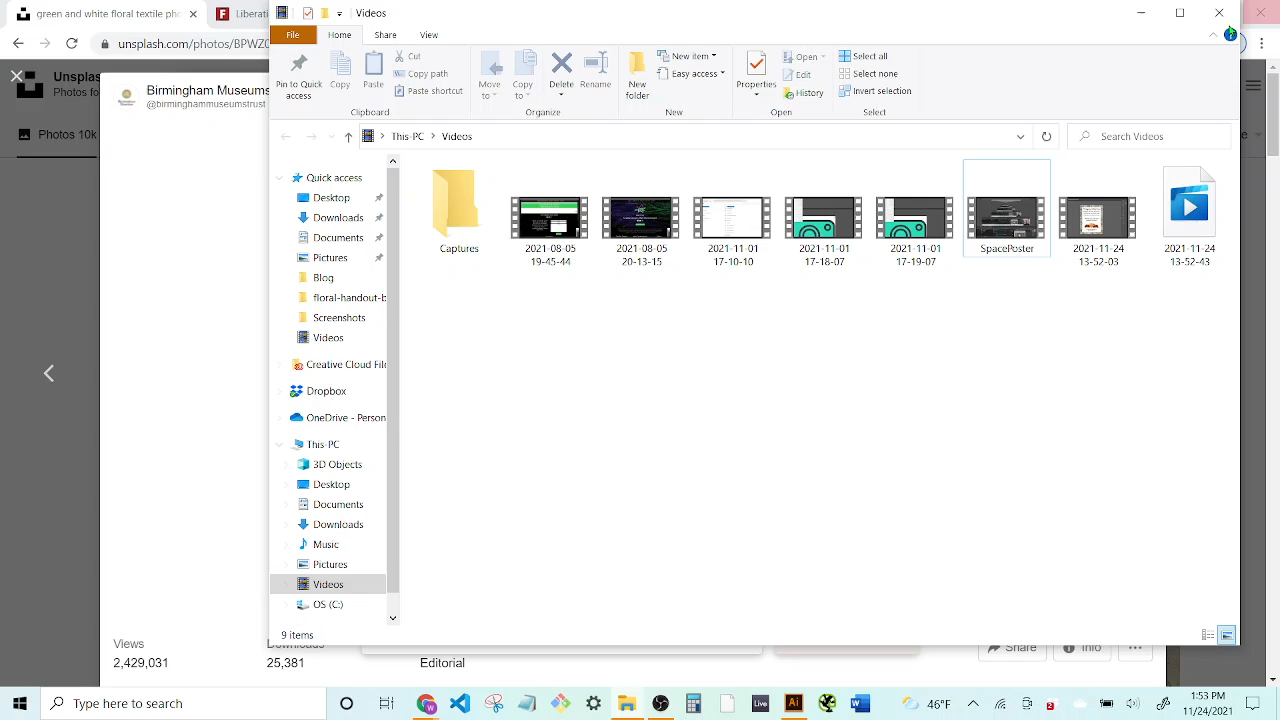 green and white floral textile pho
Liberati
Videos
File
Home
Share
View
unsplash.com/photos/BPWZ
Unsplas
Photos for
Birmingham Museums
@birminghammuseumstrust
Photos 10k
Pin to Quick access
Copy
Paste
Cut
Copy path
Paste shortcut
Clipboard
Move to
Copy to
Delete
Rename
Organize
New folder
New item
Easy access
New
Properties
Open
Edit
History
Open
Select all
Select none
Invert selection
Select
This-PC
Videos
Search Videos
Quick access
Desktop
Downloads
Documents
Pictures
Blog
floral-handout-b
Screenshots
Videos
Creative Cloud File
Dropbox
OneDrive - Person
This-PC
3D Objects
Desktop
Documents
Downloads
Music
Pictures
Videos
OS (C:)
Captures
2021-08-05
19-45-44
2021-08-05
20-13-15
2021-11-01
17-10-10
2021-11-01
17-18-07
2021-11-01
17-19-07
SpacePoster
2021-11-24
13-52-03
2021-11-24
13-52-43
9 items
Views
2,429,031
Downloads
25,381
Editorial
Share
Info
Type here to search
Live
Ai
46°F
1:53 PM
11/24/2021